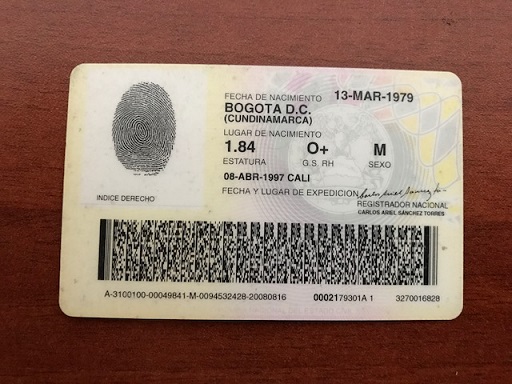 FECHA DE NACIMIENTO 13-MAR-1979
BOGOTA D.C.
(CUNDINAMARCA)
LUGAR DE NACIMIENTO
1.84 O+ M
ESTATURA G.S. RH SEXO
08-ABR-1997 CALI
FECHA Y LUGAR DE EXPEDICION
INDICE DERECHO
REGISTRADOR NACIONAL
CARLOS ARIEL SÁNCHEZ TORRES
A-3100100-00049841-M-0094532428-20080816 0002179301A 1 3270016828